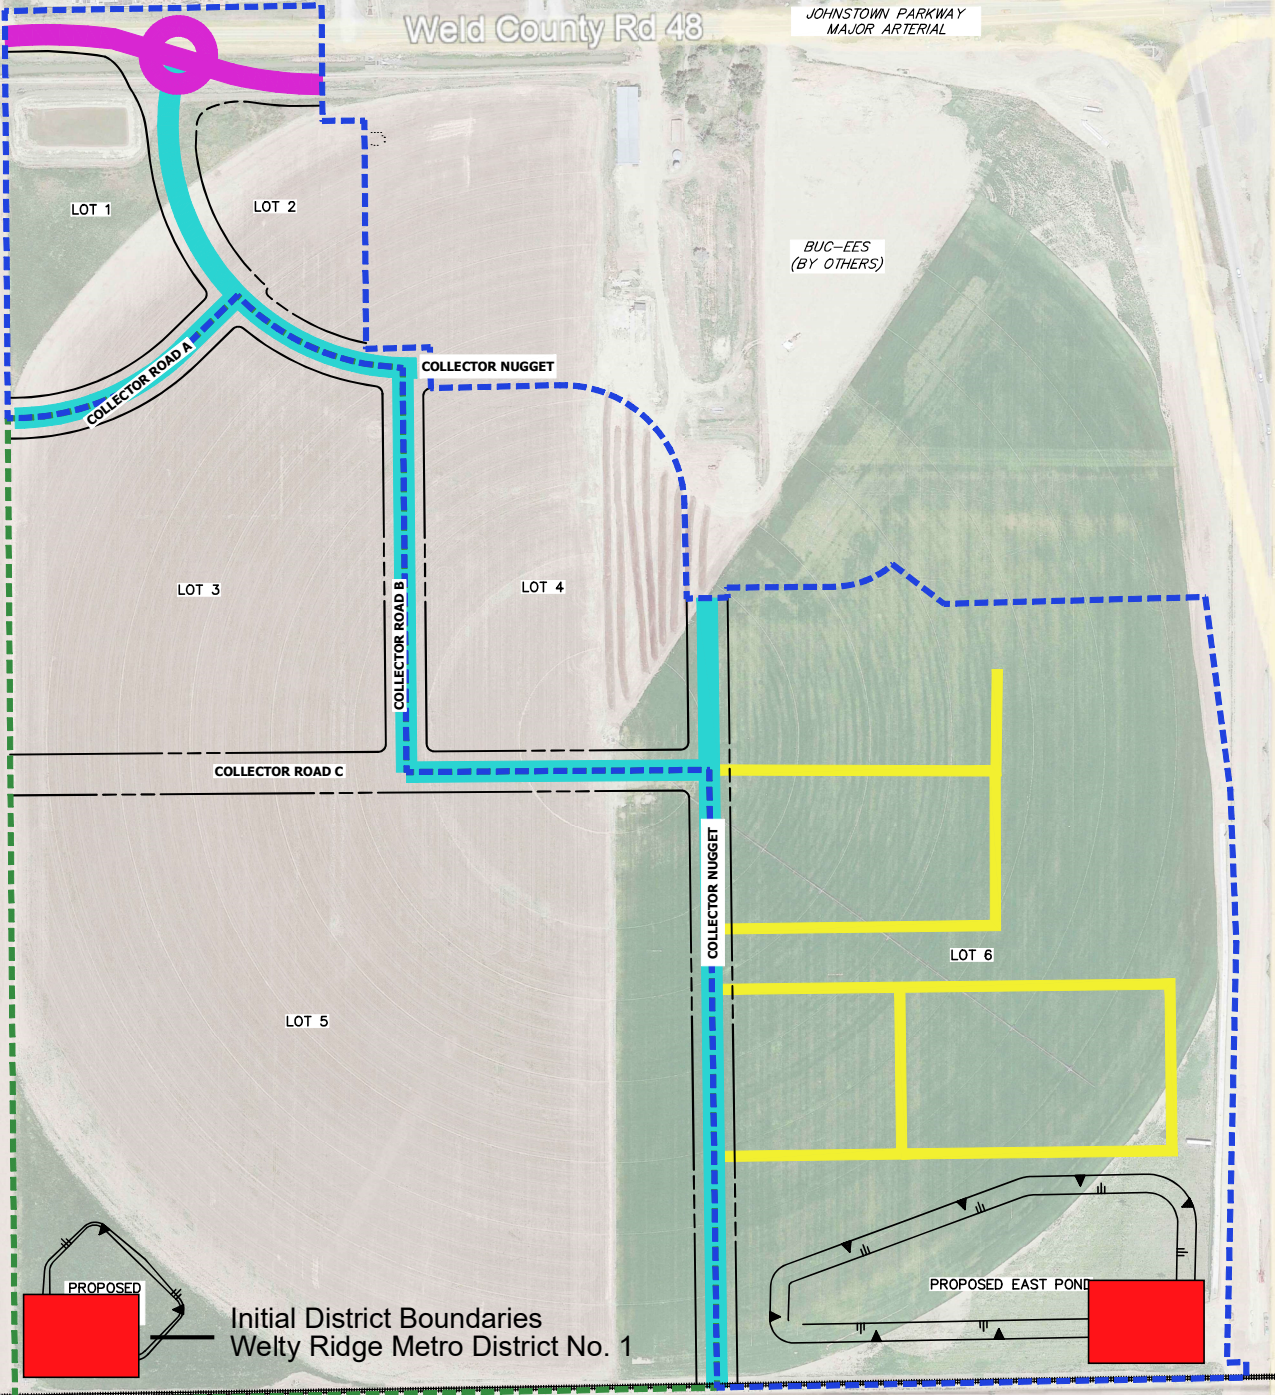 Weld County Rd 48
JOHNSTOWN PARKWAY
MAJOR ARTERIAL
LOT 1
LOT 2
BUC-EES
(BY OTHERS)
COLLECTOR ROAD A
COLLECTOR NUGGET
LOT 3
COLLECTOR ROAD B
LOT 4
COLLECTOR ROAD C
COLLECTOR NUGGET
LOT 6
LOT 5
PROPOSED
PROPOSED EAST POND
Initial District Boundaries
Welty Ridge Metro District No. 1